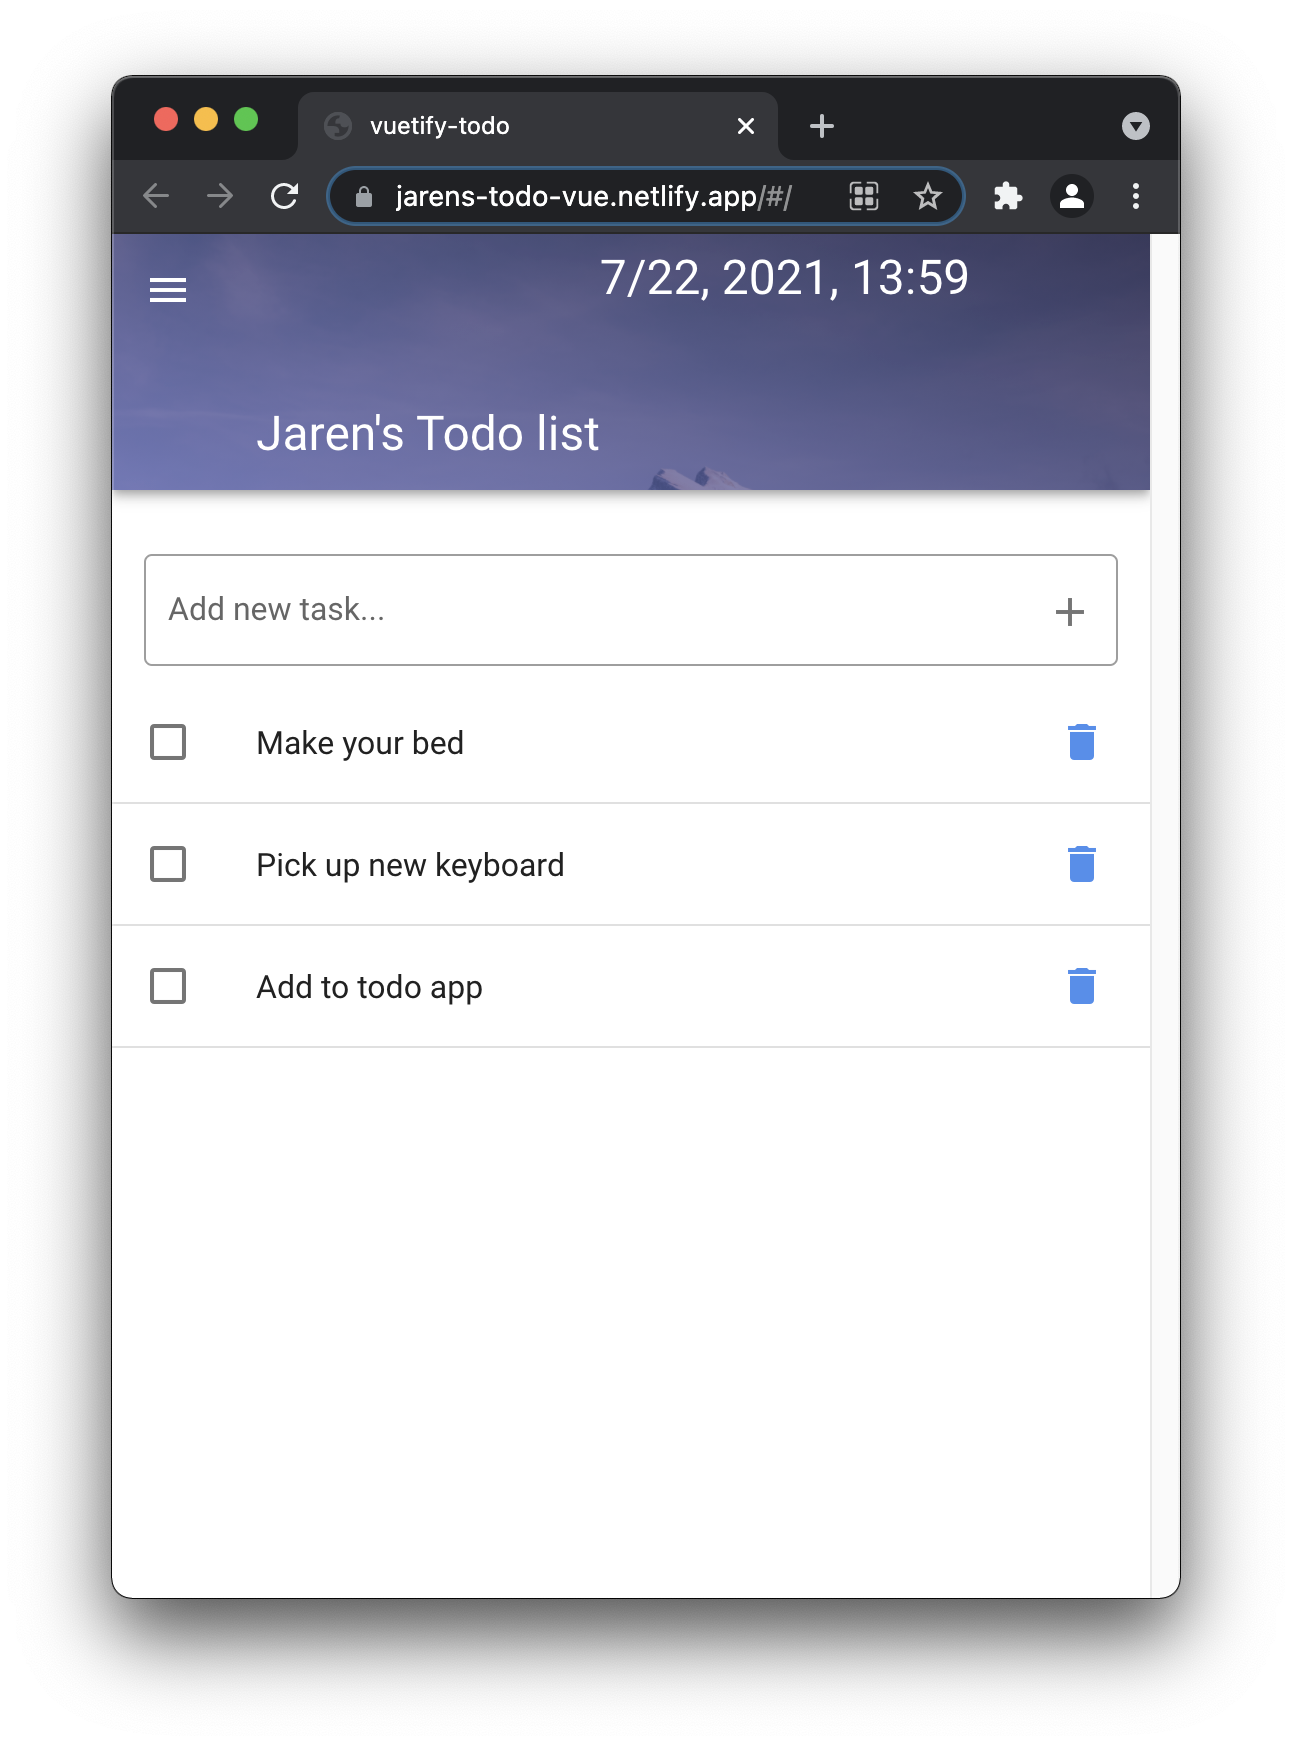 vuetify-todo
jarens-todo-vue.netlify.app/#/
7/22, 2021, 13:59
Jaren's Todo list
Add new task...
Make your bed
Pick up new keyboard
Add to todo app